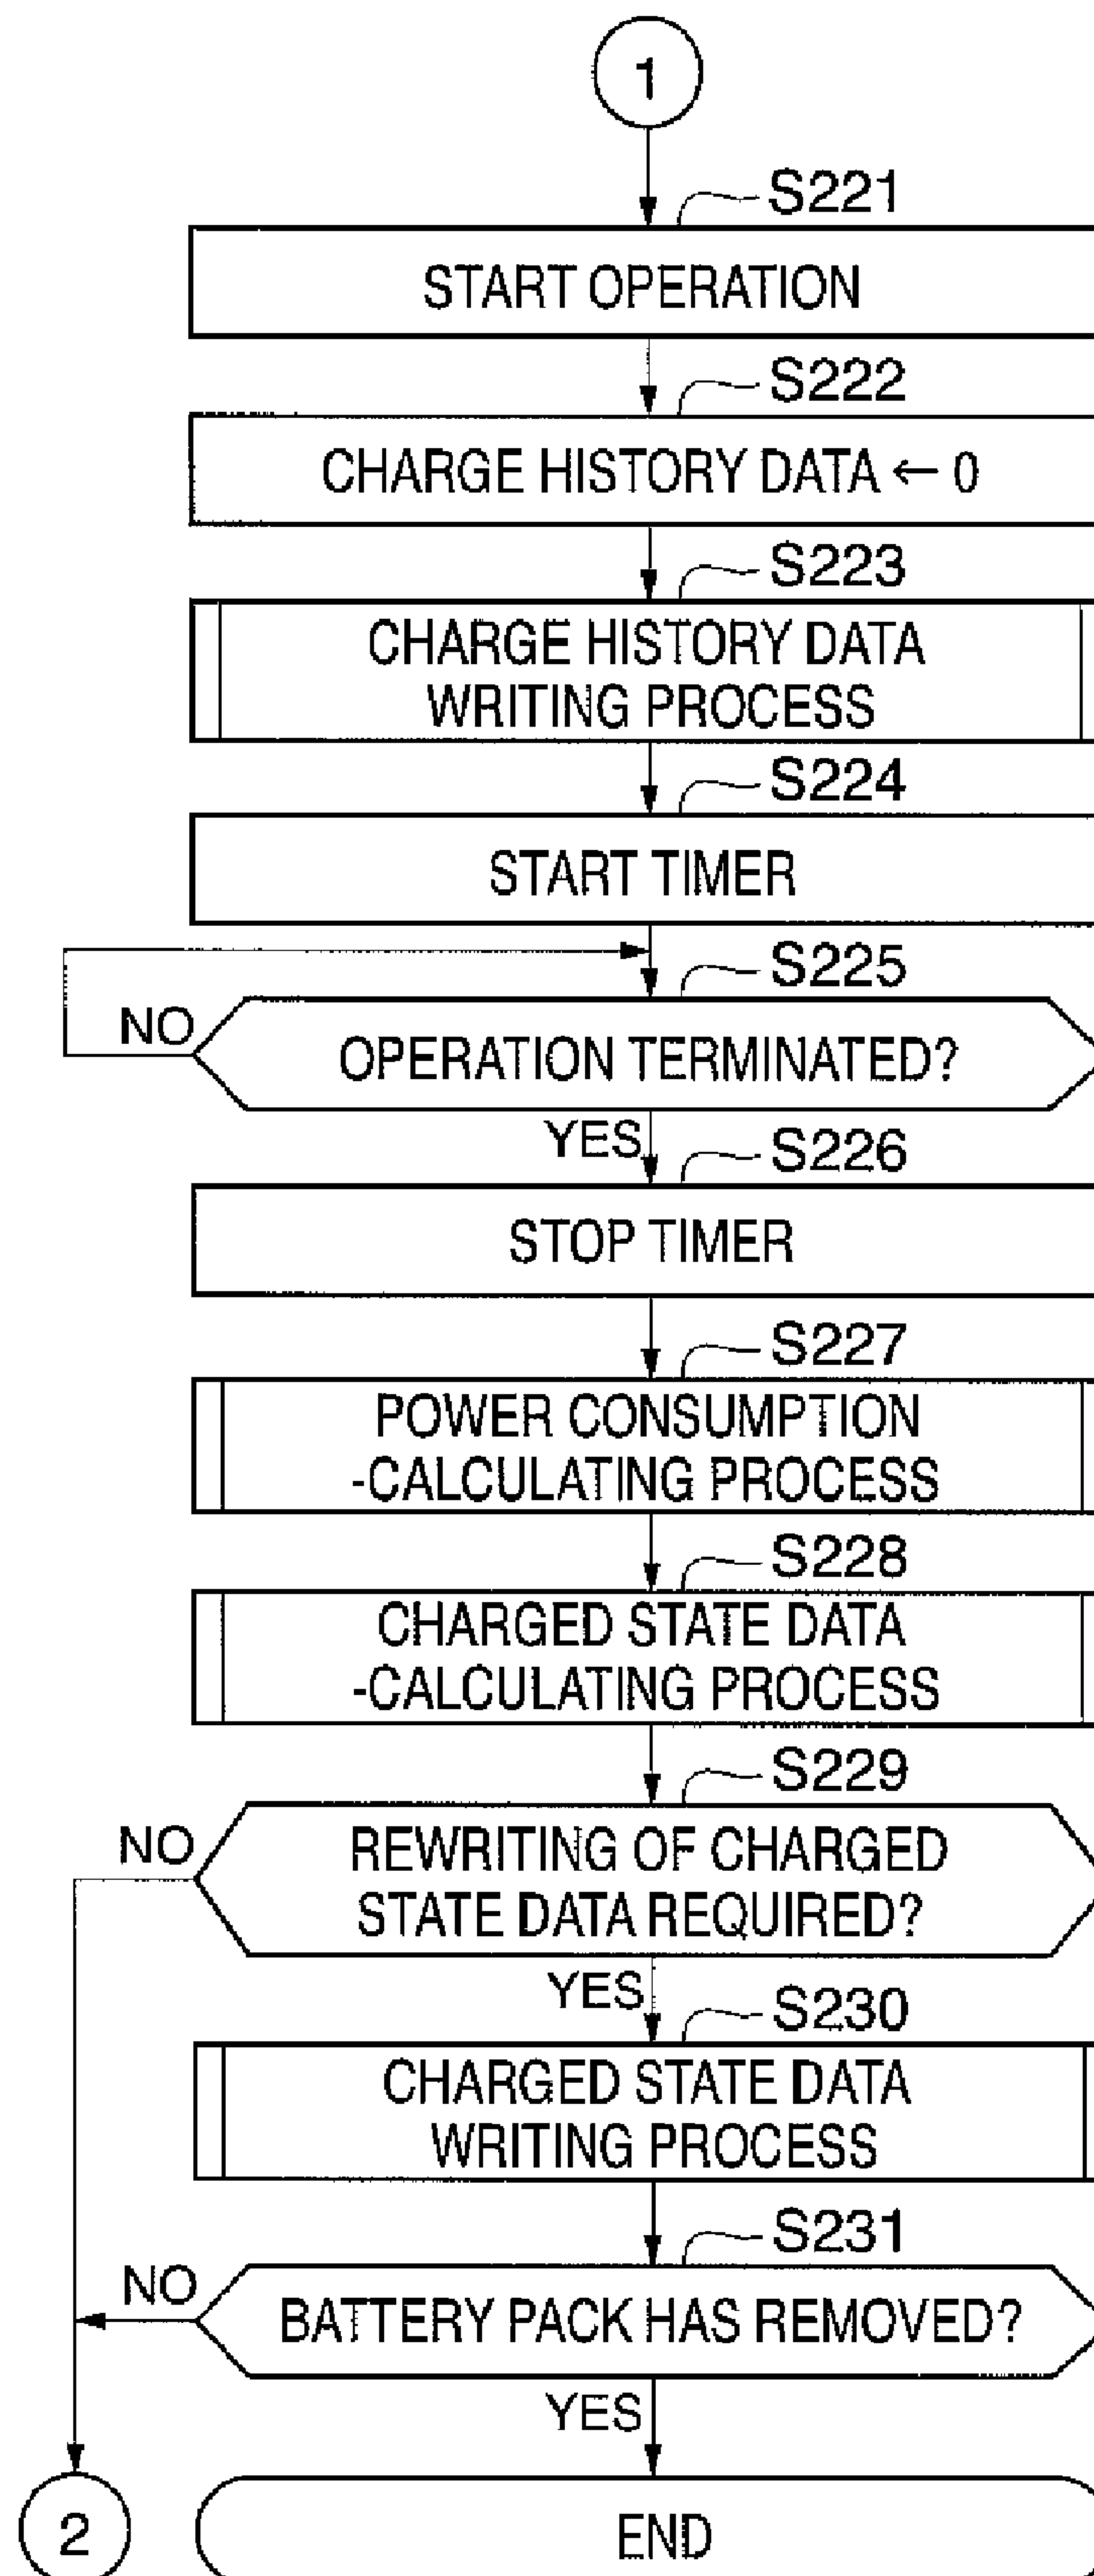 1
S221
START OPERATION
S222
CHARGE HISTORY DATA ← 0
S223
CHARGE HISTORY DATA
WRITING PROCESS
S224
START TIMER
S225
NO
OPERATION TERMINATED?
YES
S226
STOP TIMER
S227
POWER CONSUMPTION
-CALCULATING PROCESS
S228
CHARGED STATE DATA
-CALCULATING PROCESS
S229
NO
REWRITING OF CHARGED
STATE DATA REQUIRED?
YES
S230
CHARGED STATE DATA
WRITING PROCESS
S231
NO
BATTERY PACK HAS REMOVED?
YES
2
END